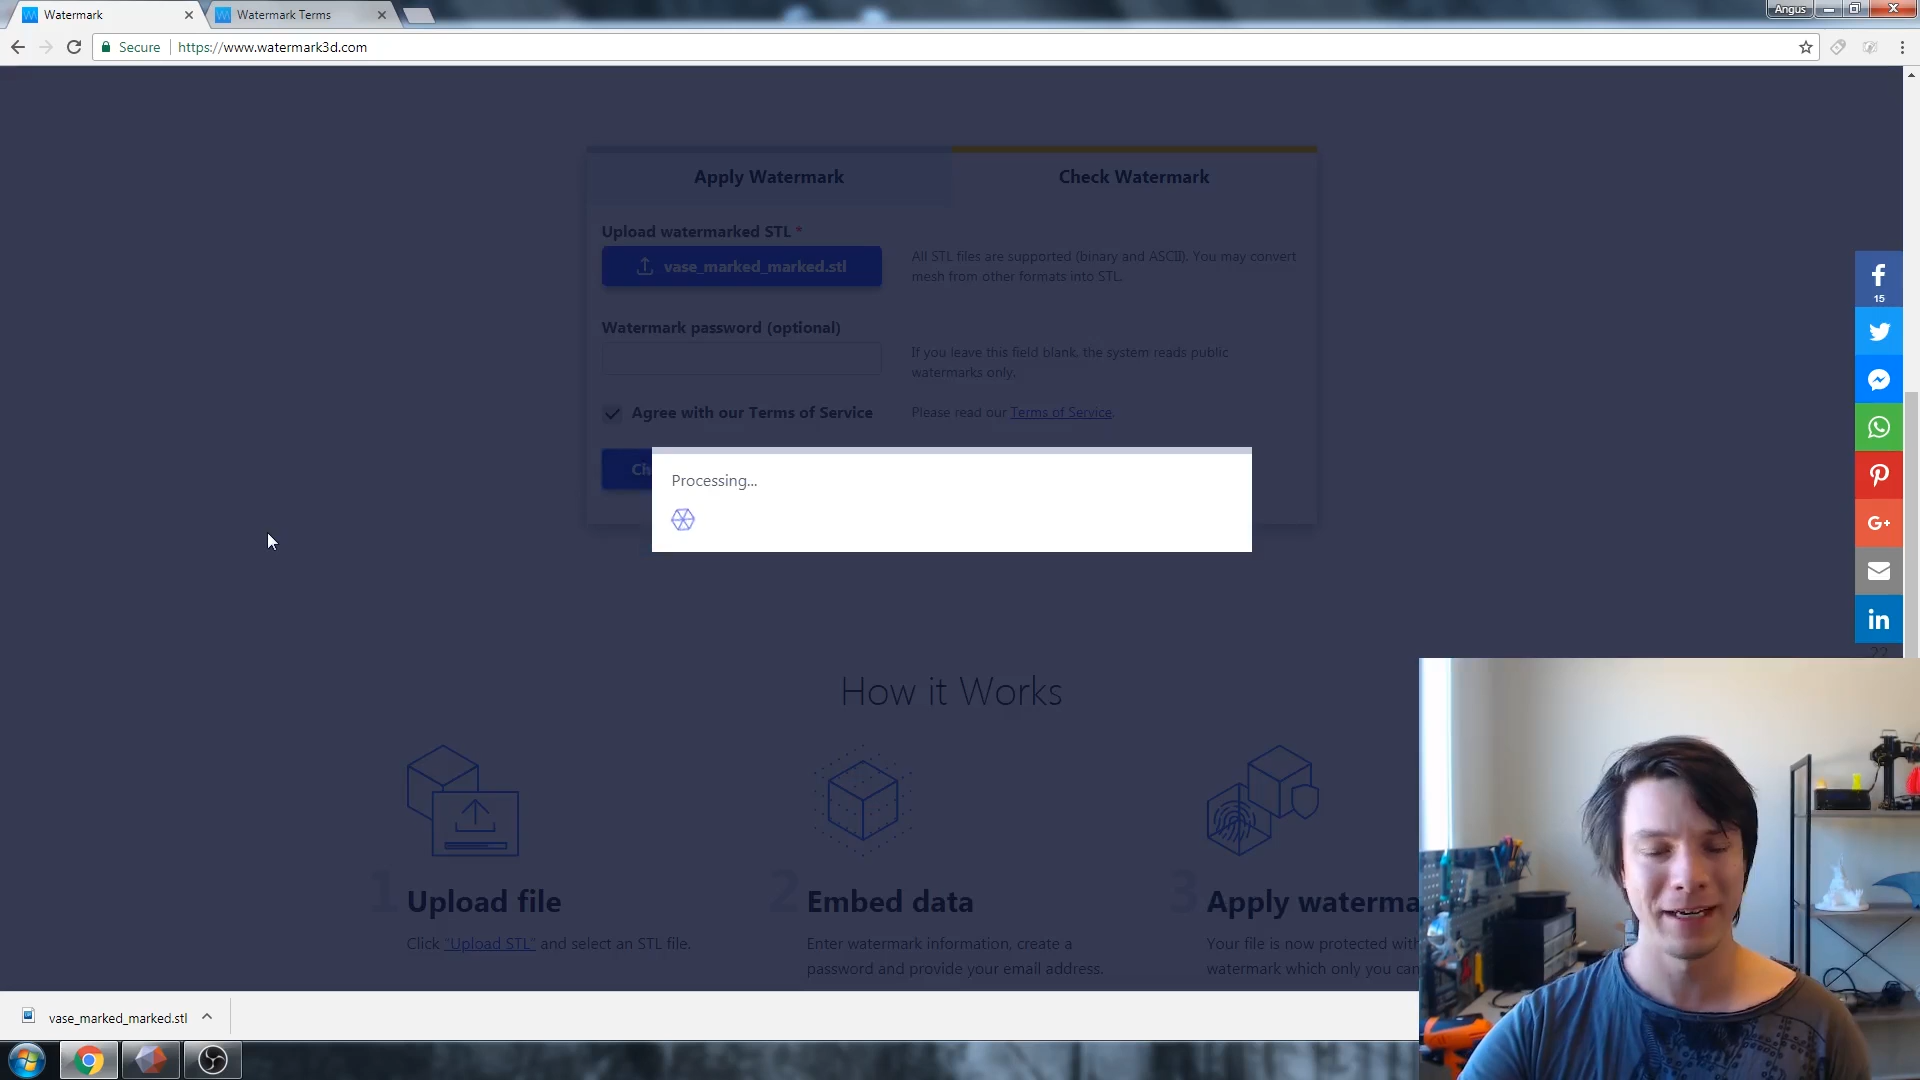 Watermark
Watermark Terms
Angus
Secure
https://www.watermark3d.com
Apply Watermark
Check Watermark
Upload watermarked STL *
vase_marked_marked.stl
All STL files are supported (binary and ASCII). You may convert
mesh from other formats into STL.
Watermark password (optional)
If you leave this field blank, the system reads public
watermarks only.
Agree with our Terms of Service
Please read our Terms of Service.
Ch
Processing...
15
G+
in
22
How it Works
1 Upload file
Click "Upload STL" and select an STL file.
2 Embed data
Enter watermark information, create a
password and provide your email address.
3 Apply waterma
Your file is now protected with
watermark which only you can
vase_marked_marked.stl